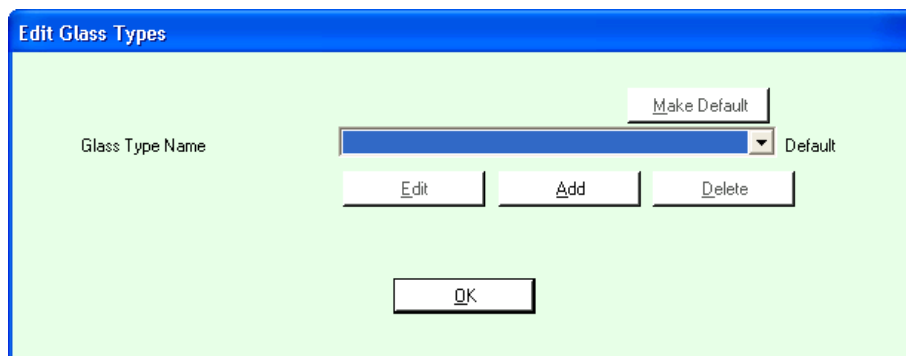 Edit Glass Types
Make Default
Glass Type Name
Default
Edit
Add
Delete
OK